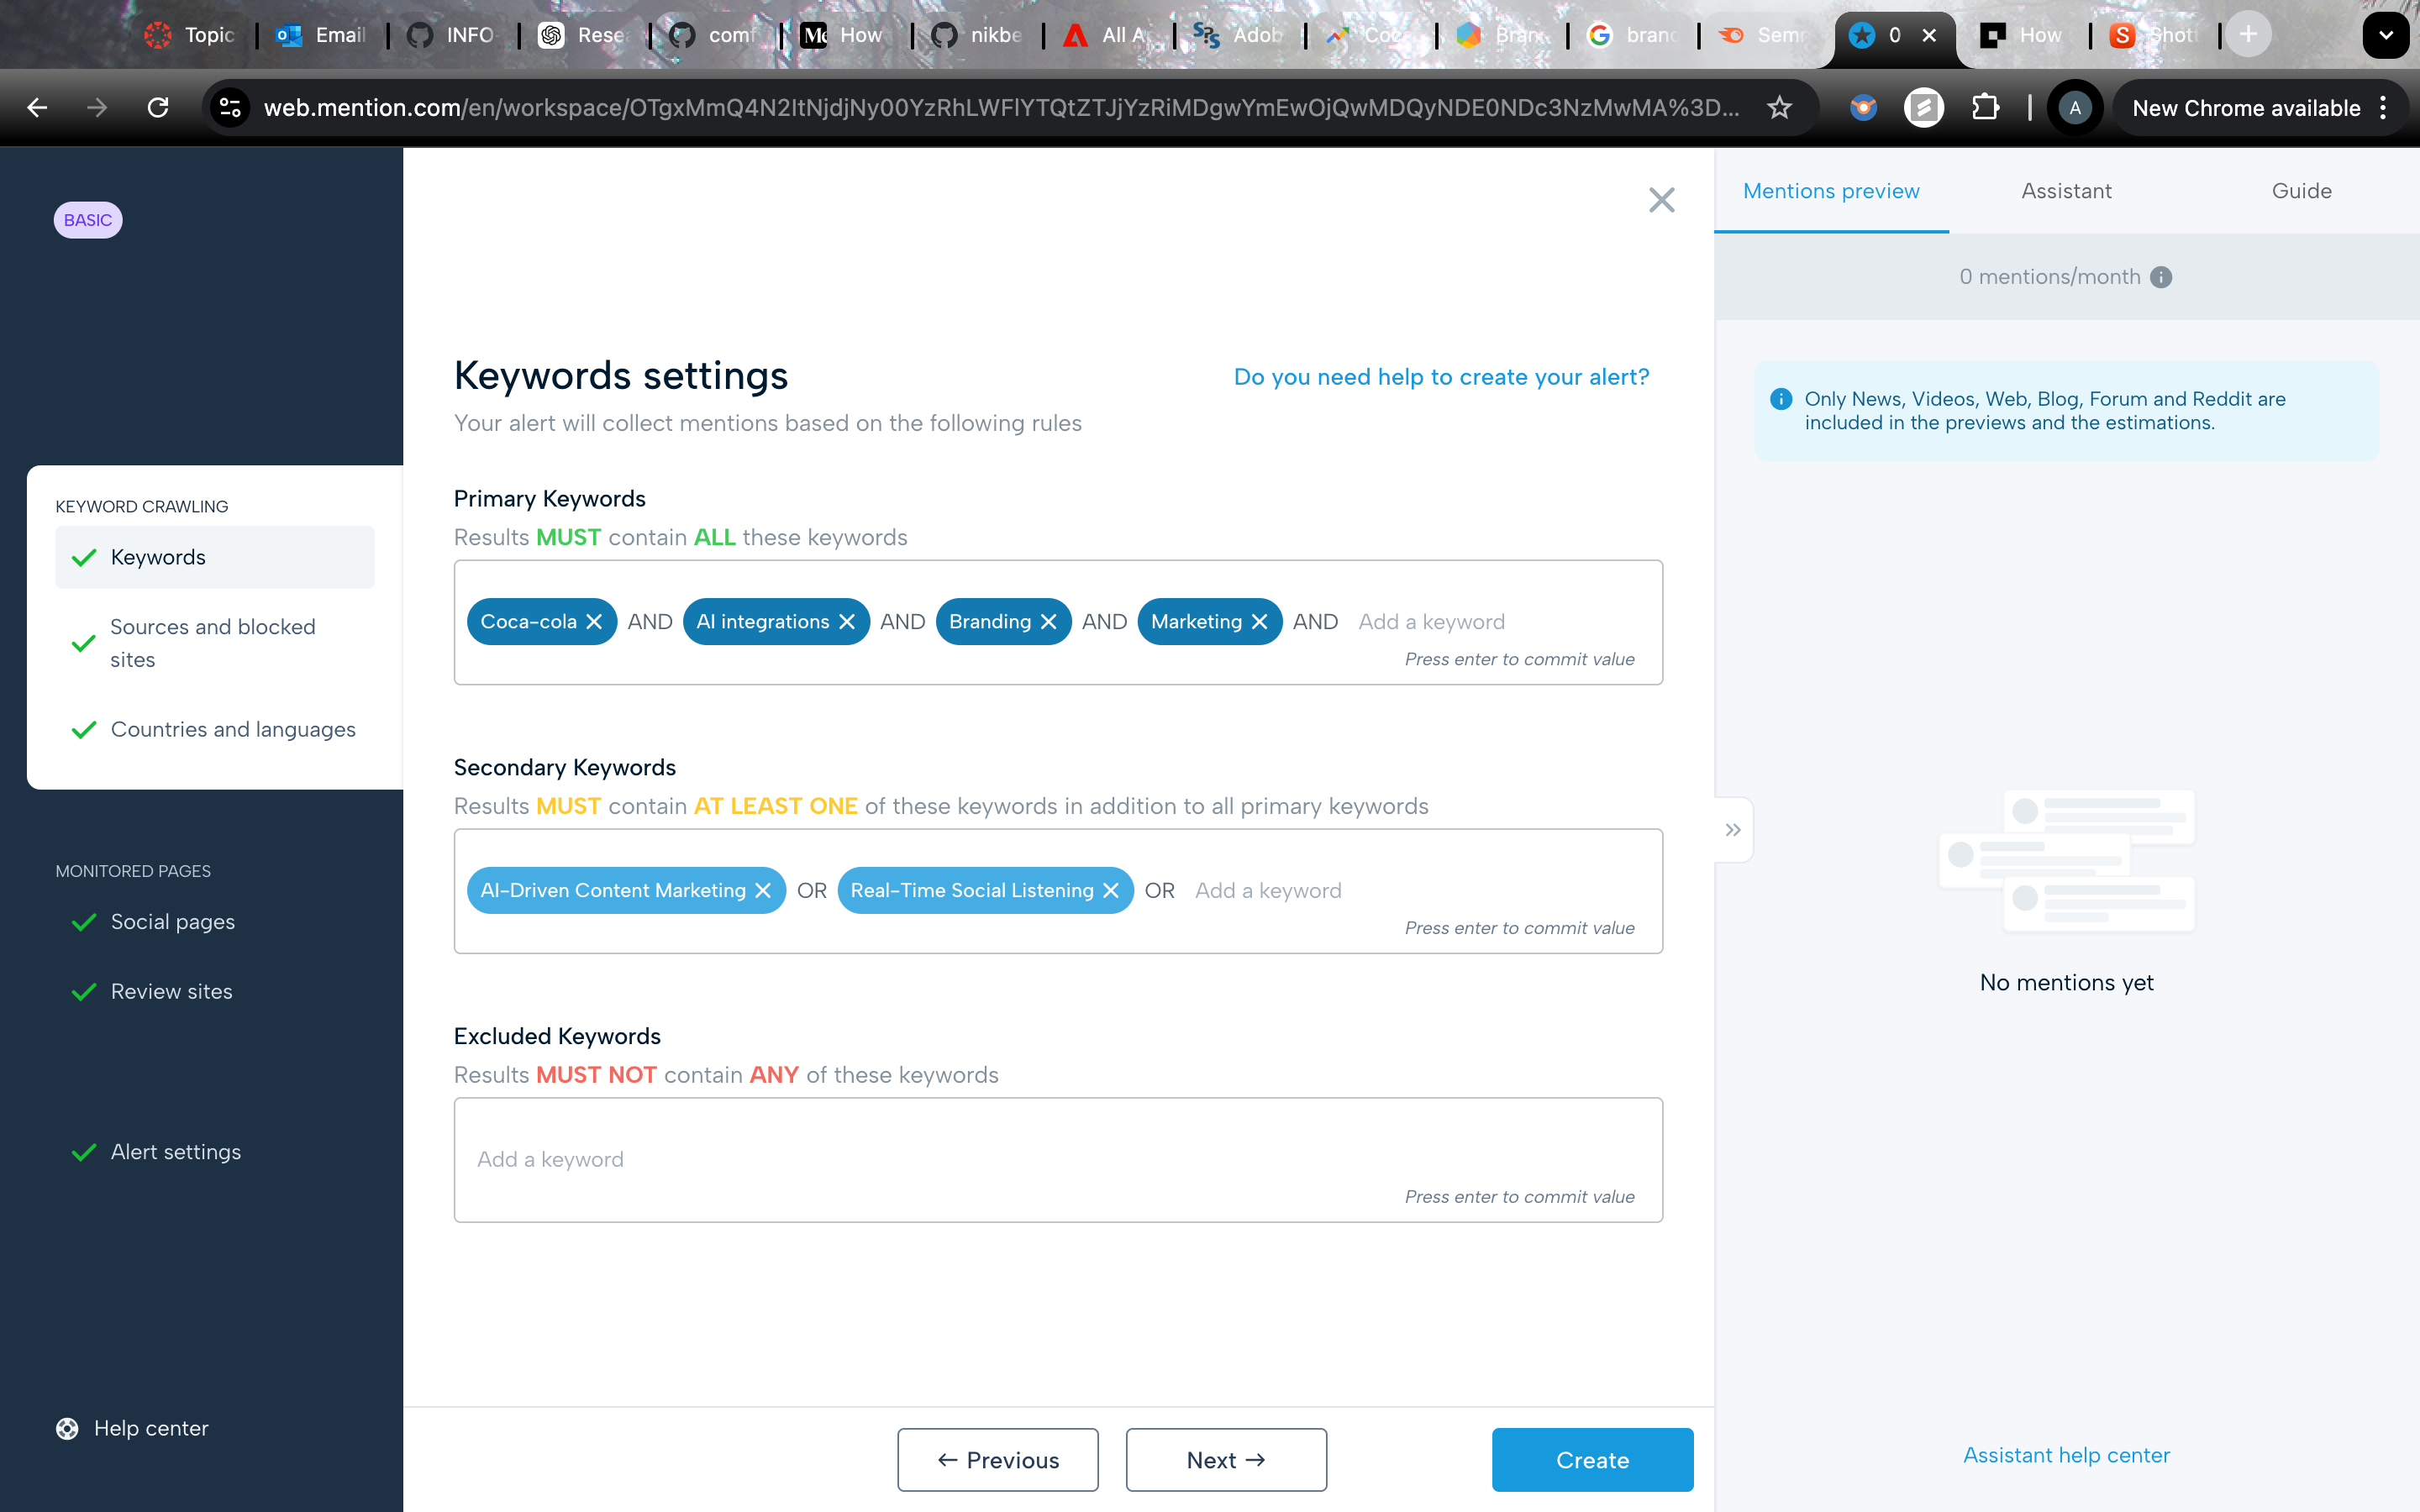 Topic
Email
INFO
Rese
comf
How
nikbe
All A
Adob
Coc
Bran
branc
Semr
0
How
Shott
web.mention.com/en/workspace/OTgxMmQ4N2ItNjdjNy00YzRhLWFlYTQtZTJjYzRiMDgwYmEwOjQwMDQyNDE0NDc3NzMwMA%3D...
A
New Chrome available
BASIC
KEYWORD CRAWLING
Keywords
Sources and blocked
sites
Countries and languages
MONITORED PAGES
Social pages
Review sites
Alert settings
Help center
Keywords settings
Do you need help to create your alert?
Your alert will collect mentions based on the following rules
Primary Keywords
Results MUST contain ALL these keywords
Coca-cola AND AI integrations AND Branding AND Marketing AND Add a keyword
Press enter to commit value
Secondary Keywords
Results MUST contain AT LEAST ONE of these keywords in addition to all primary keywords
AI-Driven Content Marketing OR Real-Time Social Listening OR Add a keyword
Press enter to commit value
Excluded Keywords
Results MUST NOT contain ANY of these keywords
Add a keyword
Press enter to commit value
← Previous
Next →
Create
Mentions preview
Assistant
Guide
0 mentions/month
Only News, Videos, Web, Blog, Forum and Reddit are
included in the previews and the estimations.
No mentions yet
Assistant help center